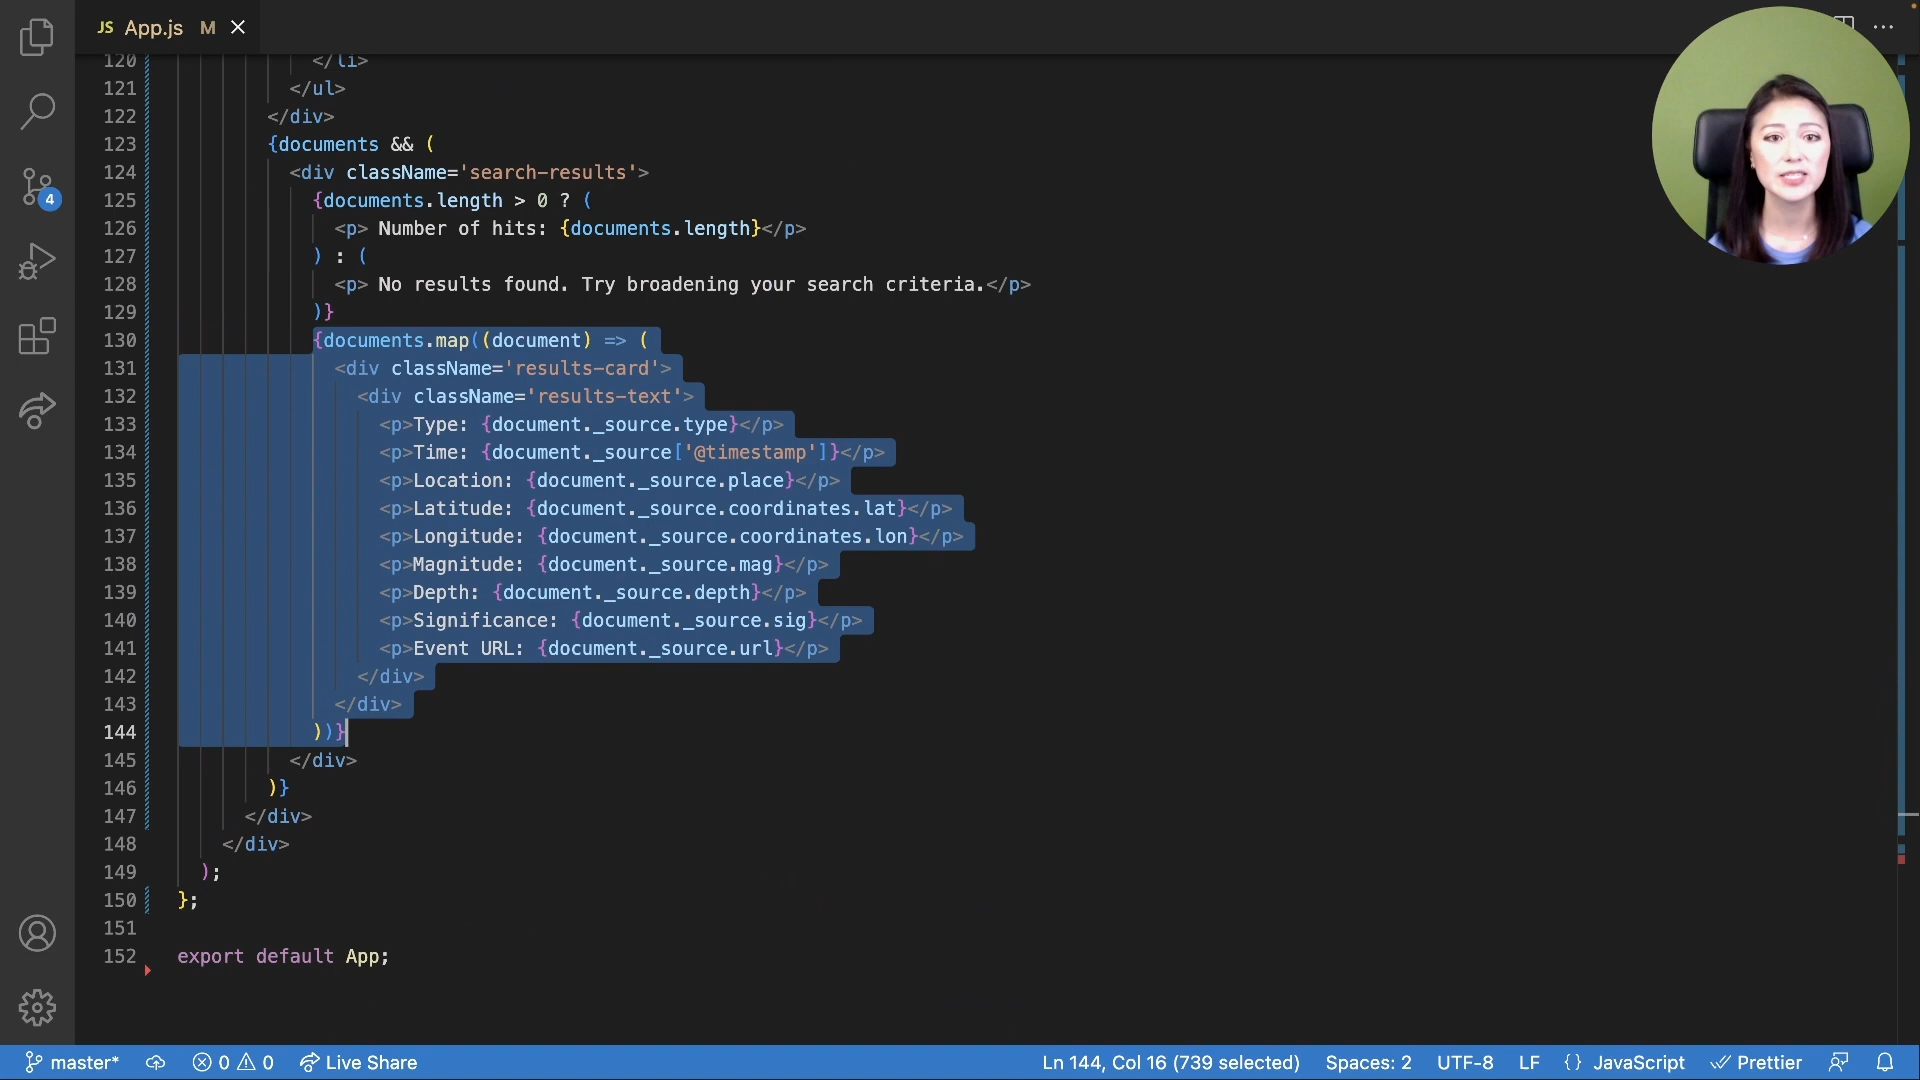 JS App.js M
120 </li>
121 </ul>
122 </div>
123 {documents && (
124 <div className='search-results'>
125 {documents.length > 0 ? (
126 <p> Number of hits: {documents.length}</p>
127 ) : (
128 <p> No results found. Try broadening your search criteria.</p>
129 )}
130 {documents.map((document) => (
131 <div className='results-card'>
132 <div className='results-text'>
133 <p>Type: {document._source.type}</p>
134 <p>Time: {document._source['@timestamp']}</p>
135 <p>Location: {document._source.place}</p>
136 <p>Latitude: {document._source.coordinates.lat}</p>
137 <p>Longitude: {document._source.coordinates.lon}</p>
138 <p>Magnitude: {document._source.mag}</p>
139 <p>Depth: {document._source.depth}</p>
140 <p>Significance: {document._source.sig}</p>
141 <p>Event URL: {document._source.url}</p>
142 </div>
143 </div>
144 ))}
145 </div>
146 )}
147 </div>
148 </div>
149 );
150 };
151
152 export default App;
4
master* 0 0 Live Share Ln 144, Col 16 (739 selected) Spaces: 2 UTF-8 LF {} JavaScript Prettier